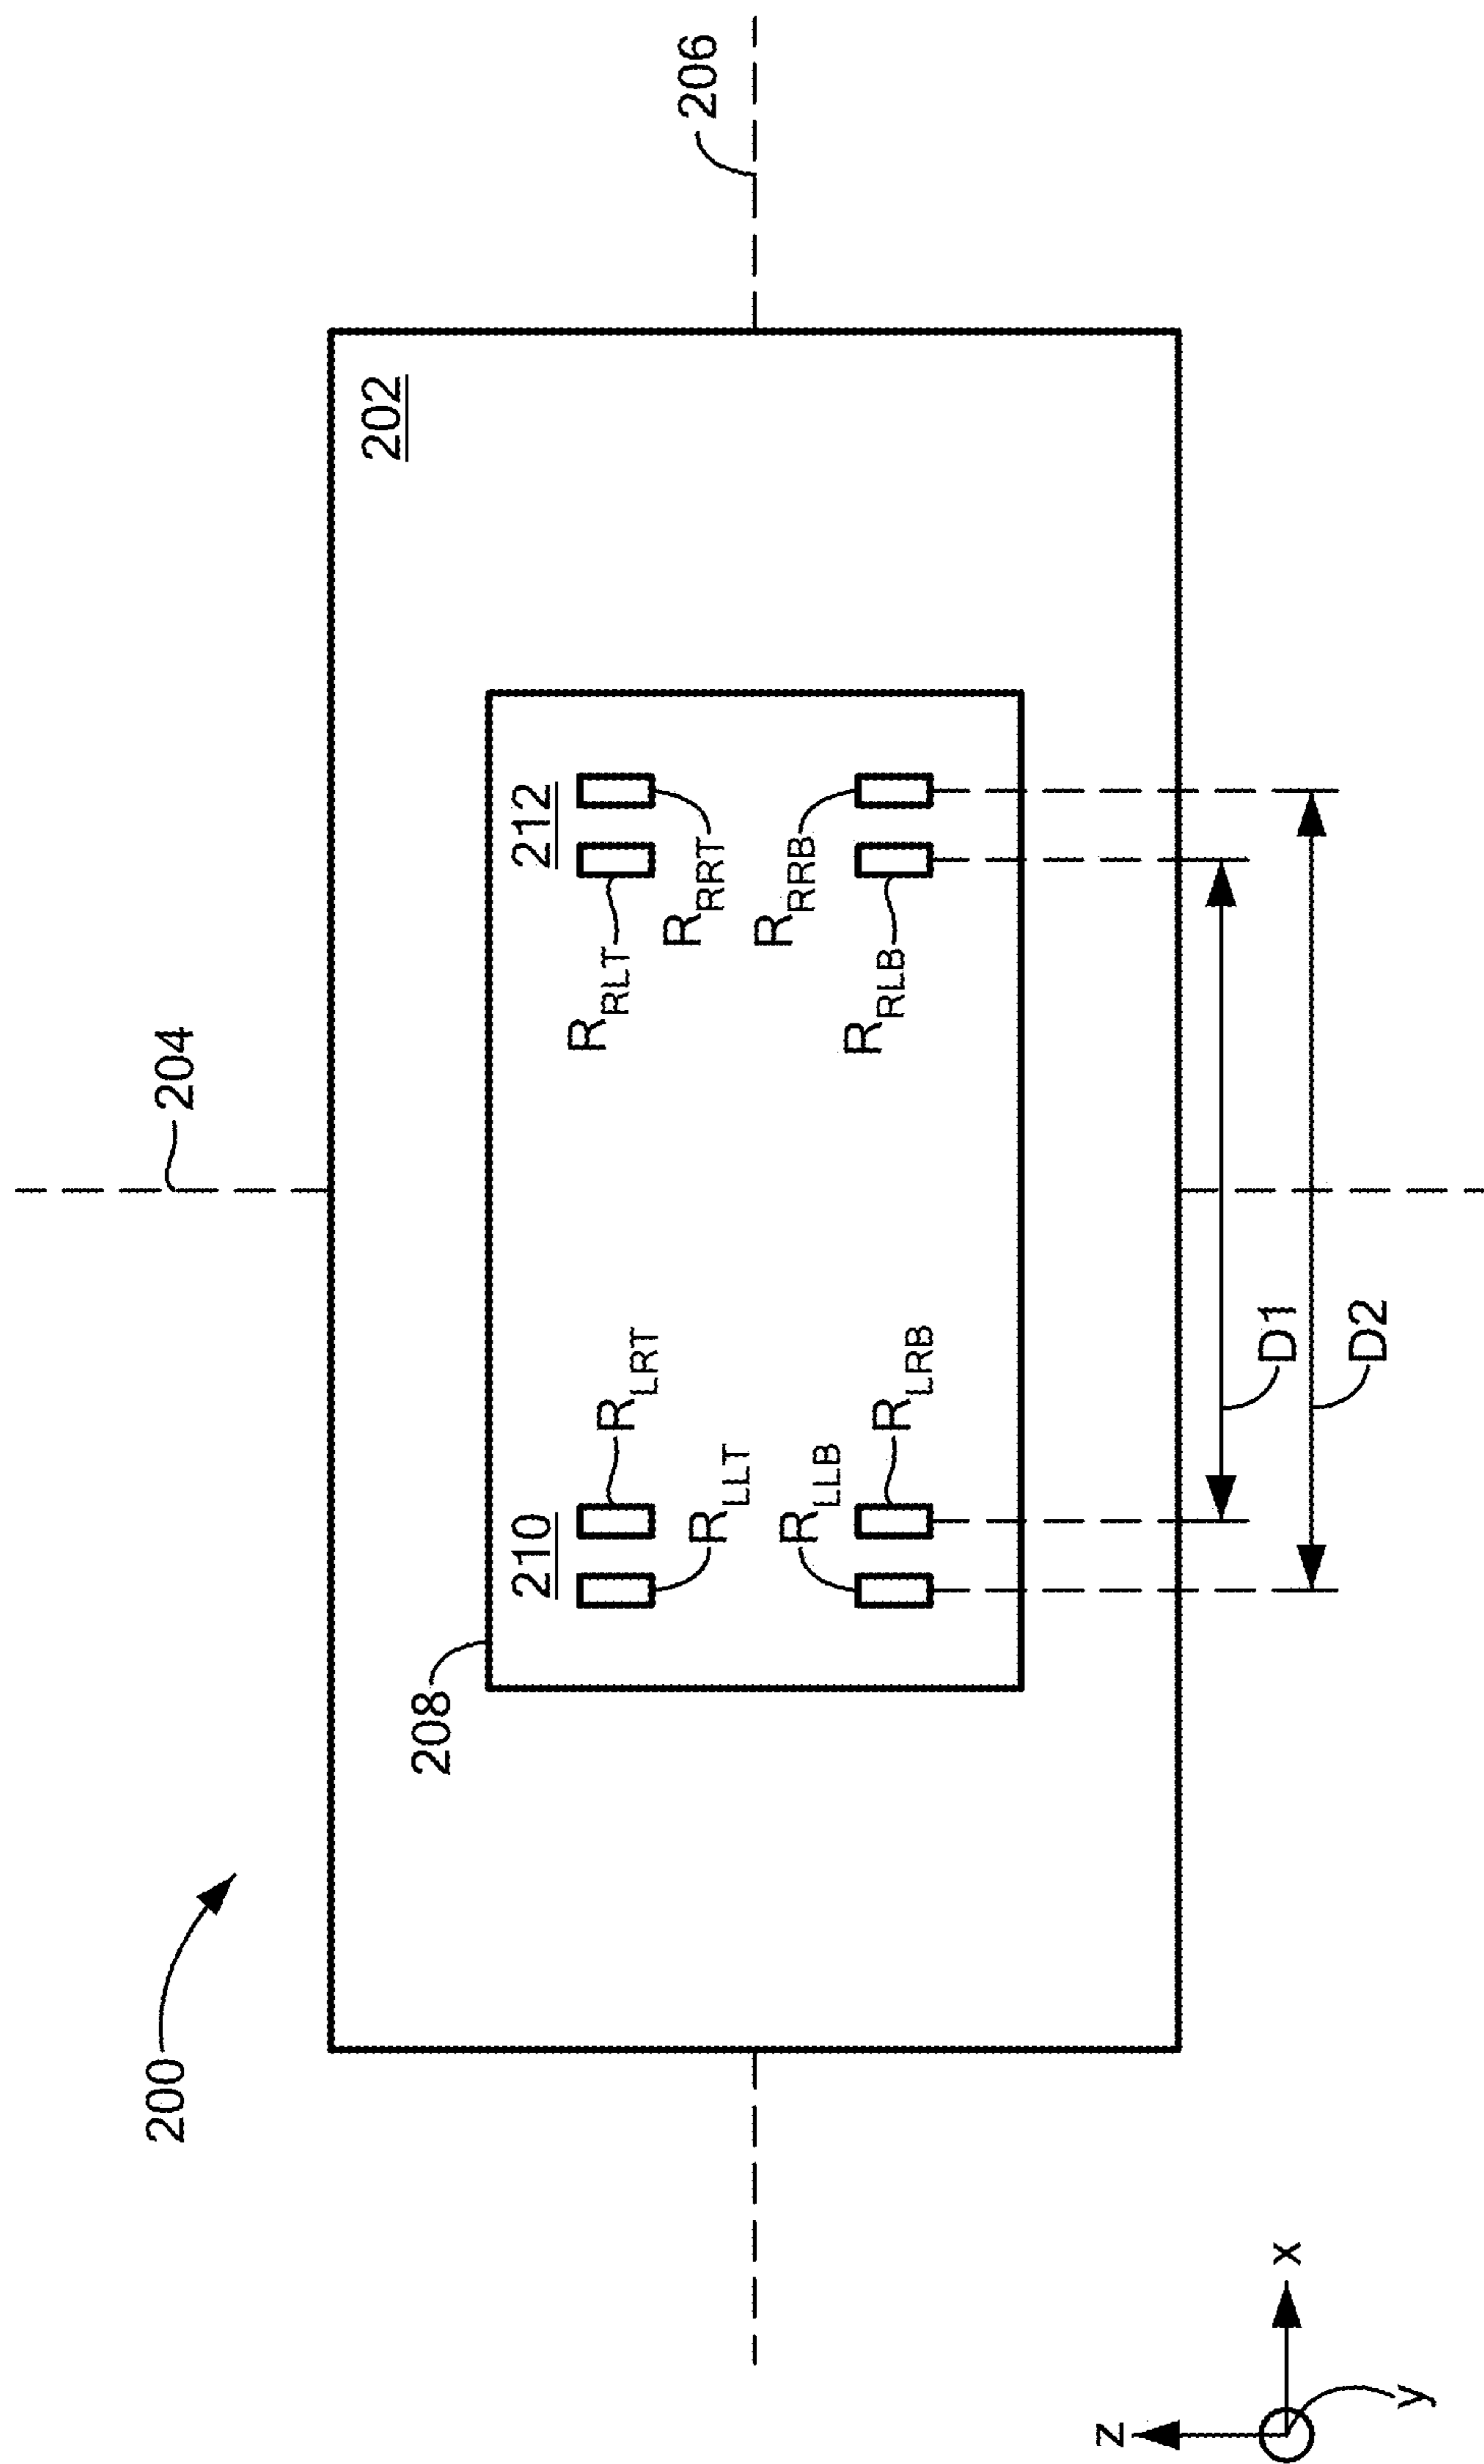 200
204
206
202
208
210
212
R_LRT
R_LLT
R_LLB
R_LRB
R_RLT
R_RRT
R_RRB
R_RLB
D1
D2
z
x
y